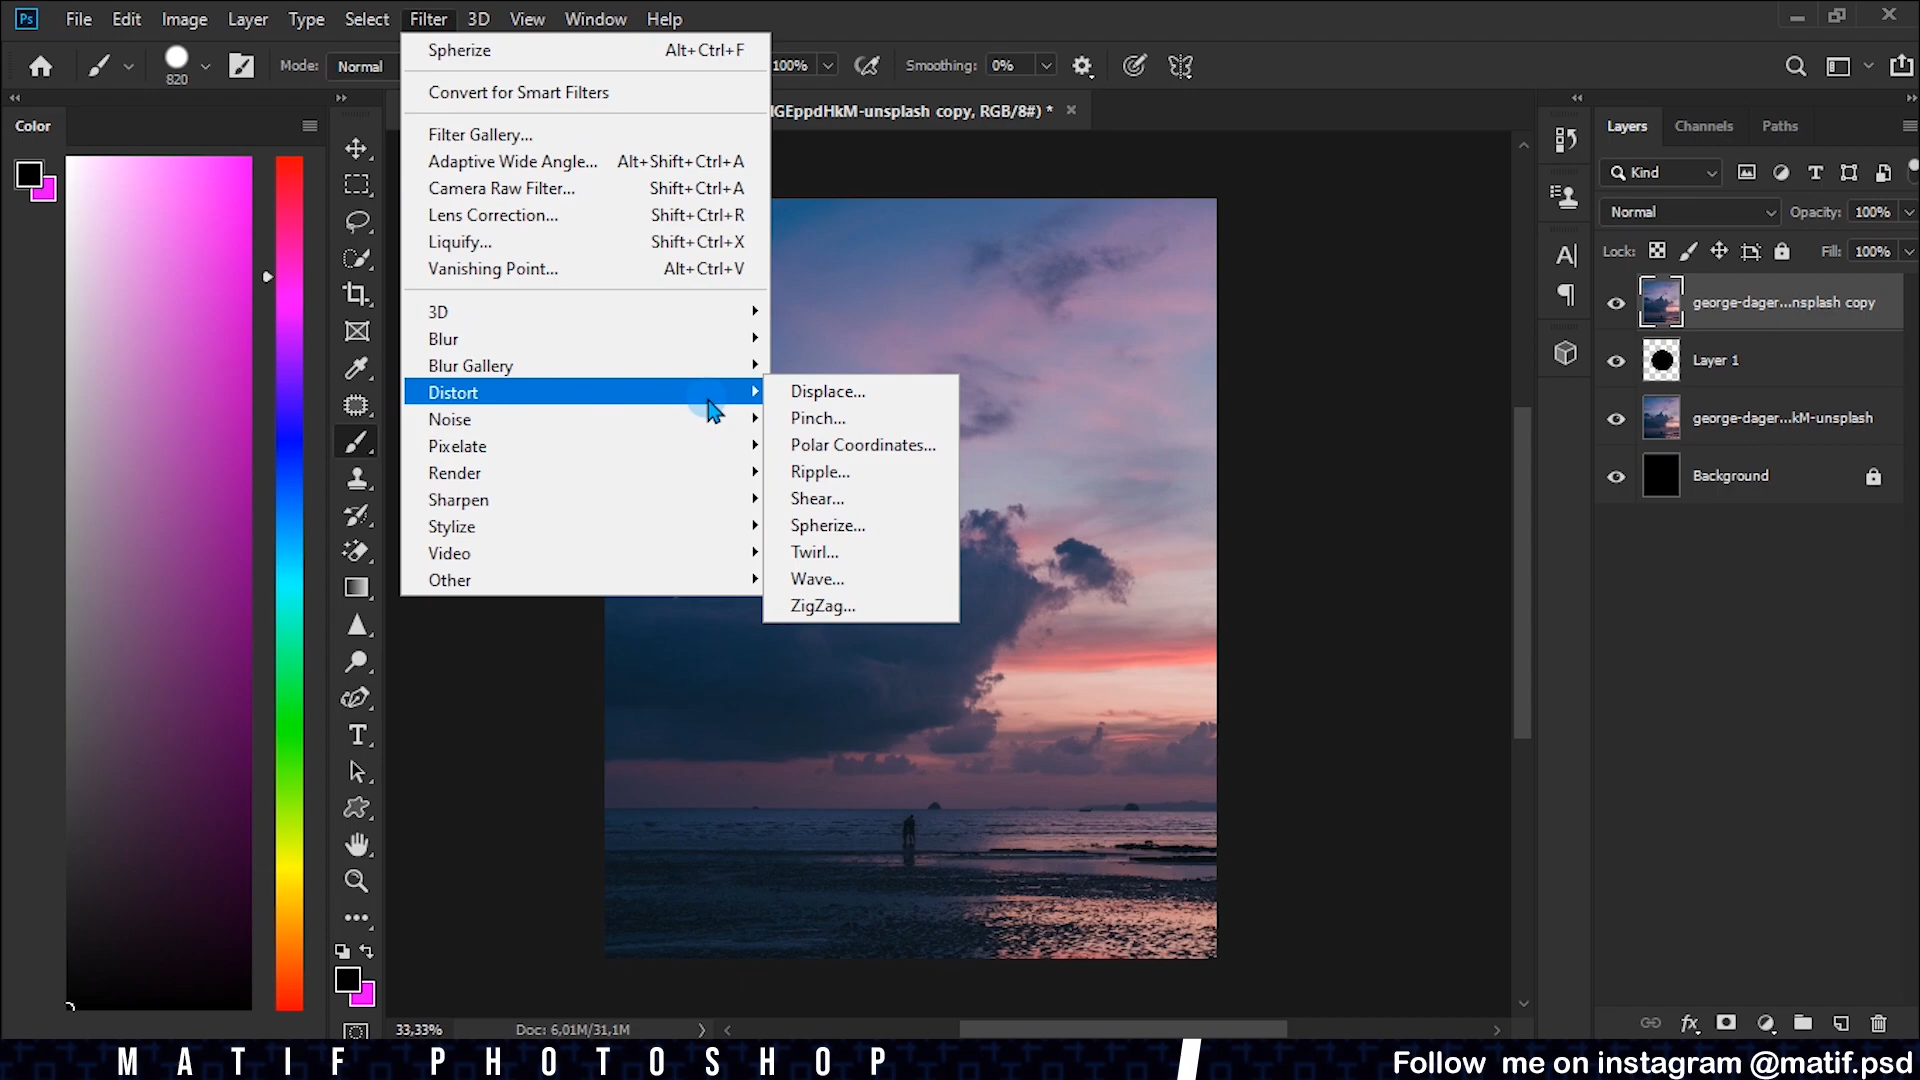 Ps File Edit Image Layer Type Select Filter 3D View Window Help
820 Mode: Normal 100% Smoothing: 0%
Color
GEppdHkM-unsplash copy, RGB/8#) *
Spherize Alt+Ctrl+F
Convert for Smart Filters
Filter Gallery...
Adaptive Wide Angle... Alt+Shift+Ctrl+A
Camera Raw Filter... Shift+Ctrl+A
Lens Correction... Shift+Ctrl+R
Liquify... Shift+Ctrl+X
Vanishing Point... Alt+Ctrl+V
3D
Blur
Blur Gallery
Distort
Noise
Pixelate
Render
Sharpen
Stylize
Video
Other
Displace...
Pinch...
Polar Coordinates...
Ripple...
Shear...
Spherize...
Twirl...
Wave...
ZigZag...
Layers Channels Paths
Kind
Normal Opacity: 100%
Lock: Fill: 100%
george-dager...nsplash copy
Layer 1
george-dager...kM-unsplash
Background
33,33% Doc: 6,01M/31,1M
MATIF PHOTOSHOP
Follow me on instagram @matif.psd